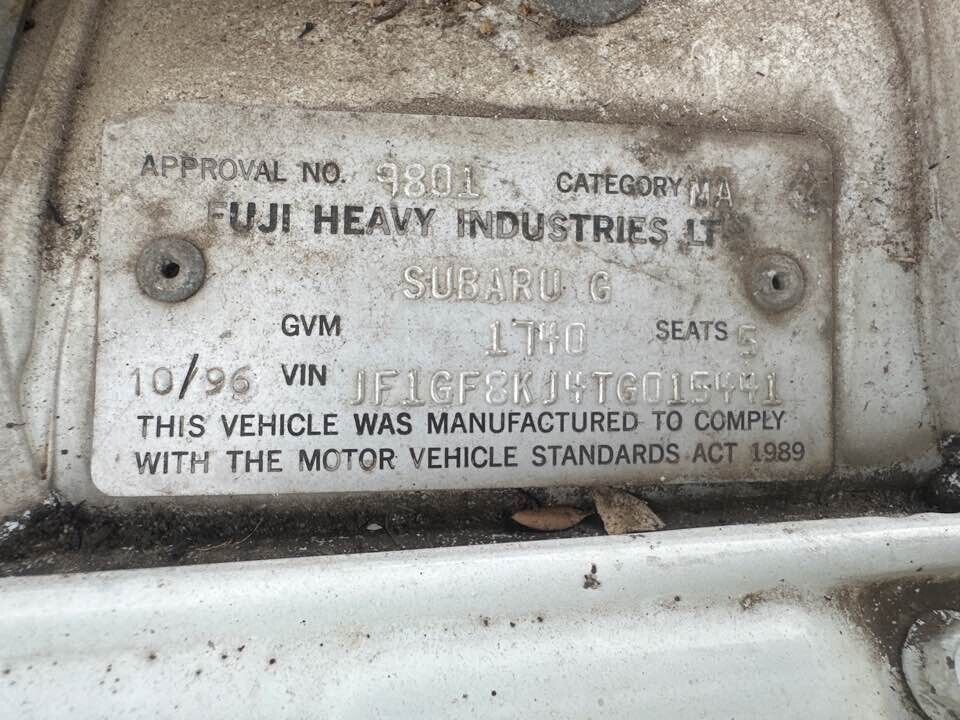 APPROVAL NO. 9801 CATEGORY MA
FUJI HEAVY INDUSTRIES LT
SUBARU G
GVM 1740 SEATS 5
10/96 VIN JF1GF8KJ4TG015441
THIS VEHICLE WAS MANUFACTURED TO COMPLY
WITH THE MOTOR VEHICLE STANDARDS ACT 1989